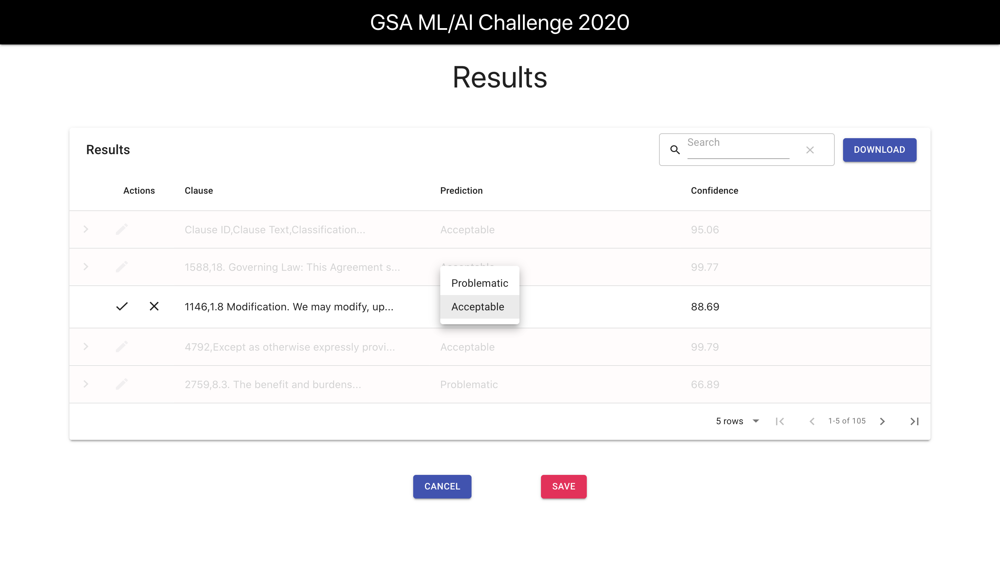 GSA ML/AI Challenge 2020
Results
Results
Search
DOWNLOAD
Actions Clause Prediction Confidence
Clause ID,Clause Text,Classification... Acceptable 95.06
1588,18. Governing Law: This Agreement s... Acceptable 99.77
Problematic
1146,1.8 Modification. We may modify, up... Acceptable 88.69
4792,Except as otherwise expressly provi... Acceptable 99.79
2759,8.3. The benefit and burdens... Problematic 66.89
5 rows 1-5 of 105
CANCEL SAVE